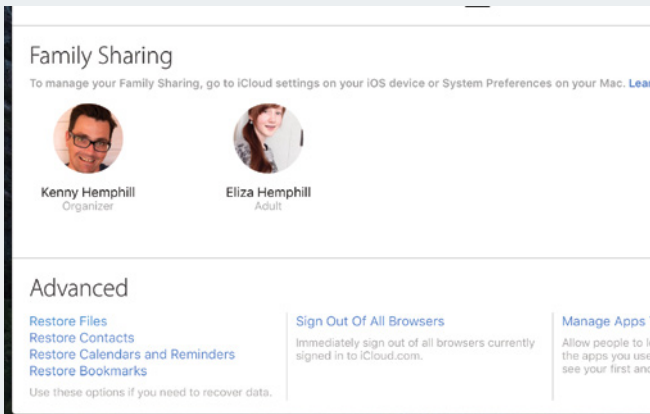 Family Sharing
To manage your Family Sharing, go to iCloud settings on your iOS device or System Preferences on your Mac.
Kenny Hemphill
Organizer
Eliza Hemphill
Adult
Advanced
Restore Files
Restore Contacts
Restore Calendars and Reminders
Restore Bookmarks
Use these options if you need to recover data.
Sign Out Of All Browsers
Immediately sign out of all browsers currently
signed in to iCloud.com.
Manage Apps
Allow people to
the apps you use
see your first and